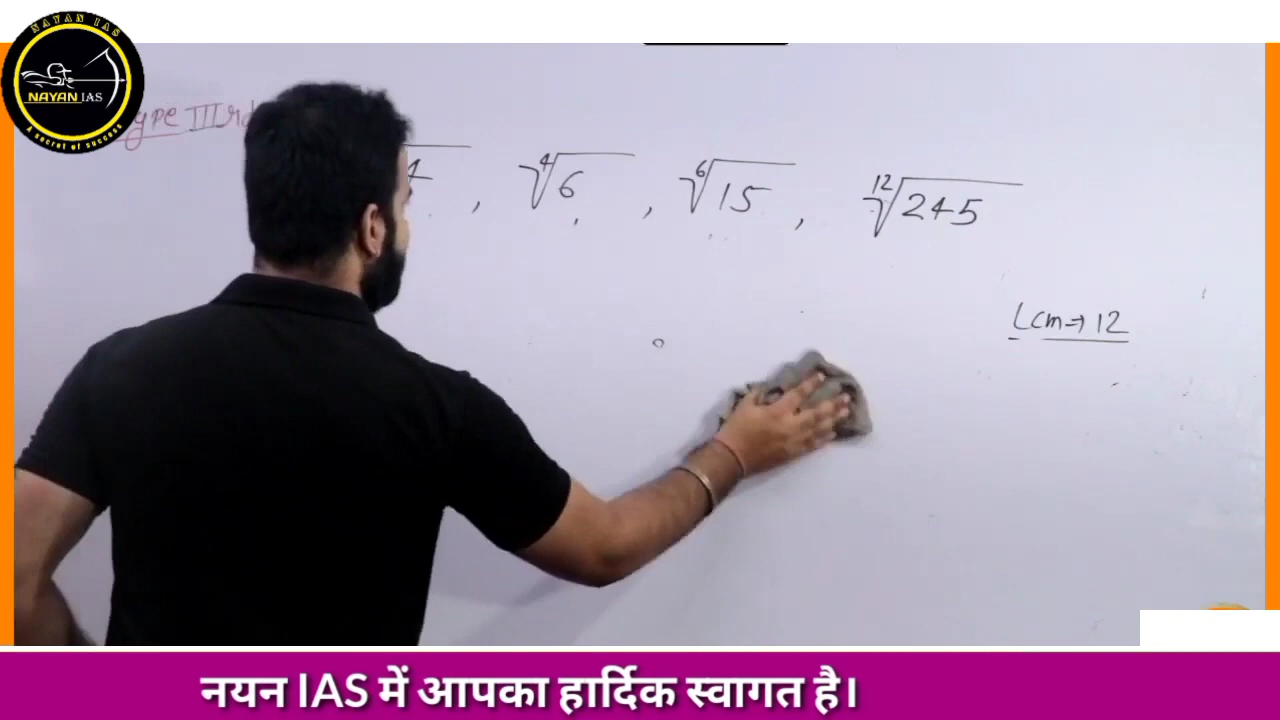 NAYAN IAS
NAYAN IAS
A secret of success
ype IIIrd
4 , ∜6 , ⁶√15 , ¹²√245
Lcm→12
नयन IAS में आपका हार्दिक स्वागत है।